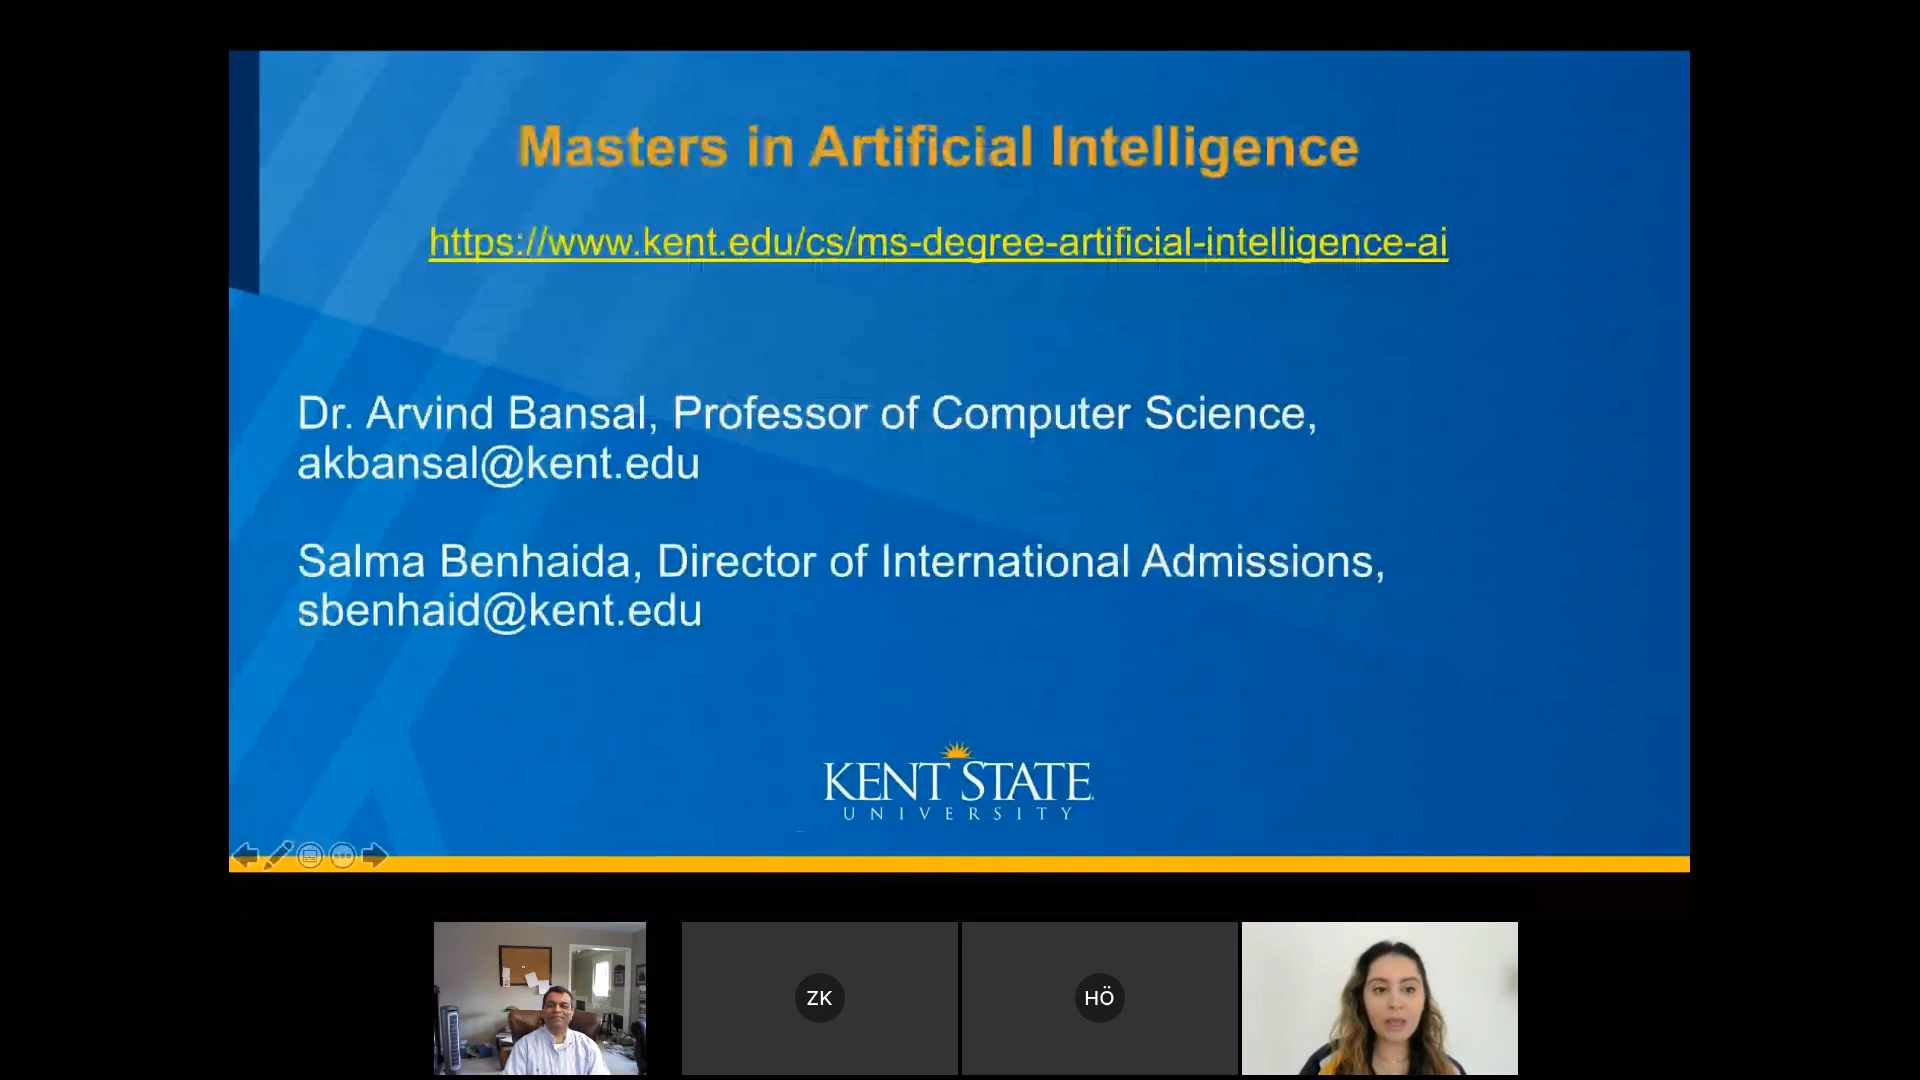 Masters in Artificial Intelligence
https://www.kent.edu/cs/ms-degree-artificial-intelligence-ai
Dr. Arvind Bansal, Professor of Computer Science,
akbansal@kent.edu
Salma Benhaida, Director of International Admissions,
sbenhaid@kent.edu
KENT STATE
UNIVERSITY
ZK
HÖ